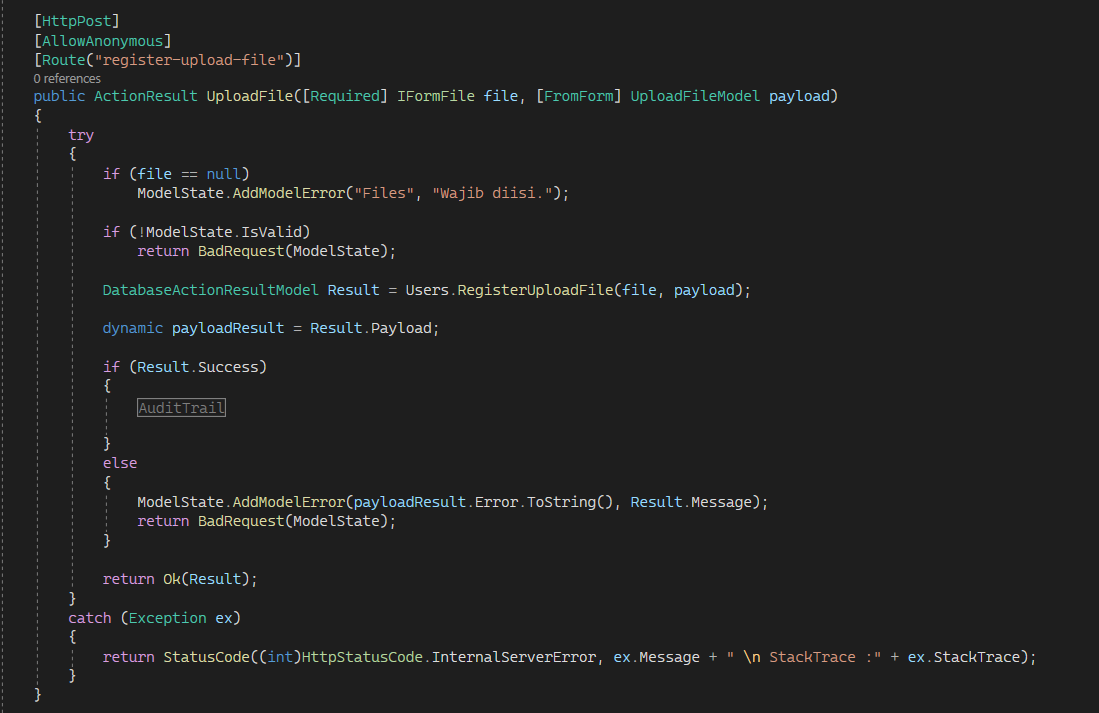 [HttpPost]
[AllowAnonymous]
[Route("register-upload-file")]
0 references
public ActionResult UploadFile([Required] IFormFile file, [FromForm] UploadFileModel payload)
{
try
{
if (file == null)
ModelState.AddModelError("Files", "Wajib diisi.");
if (!ModelState.IsValid)
return BadRequest(ModelState);
DatabaseActionResultModel Result = Users.RegisterUploadFile(file, payload);
dynamic payloadResult = Result.Payload;
if (Result.Success)
{
AuditTrail
}
else
{
ModelState.AddModelError(payloadResult.Error.ToString(), Result.Message);
return BadRequest(ModelState);
}
return Ok(Result);
}
catch (Exception ex)
{
return StatusCode((int)HttpStatusCode.InternalServerError, ex.Message + " \n StackTrace :" + ex.StackTrace);
}
}